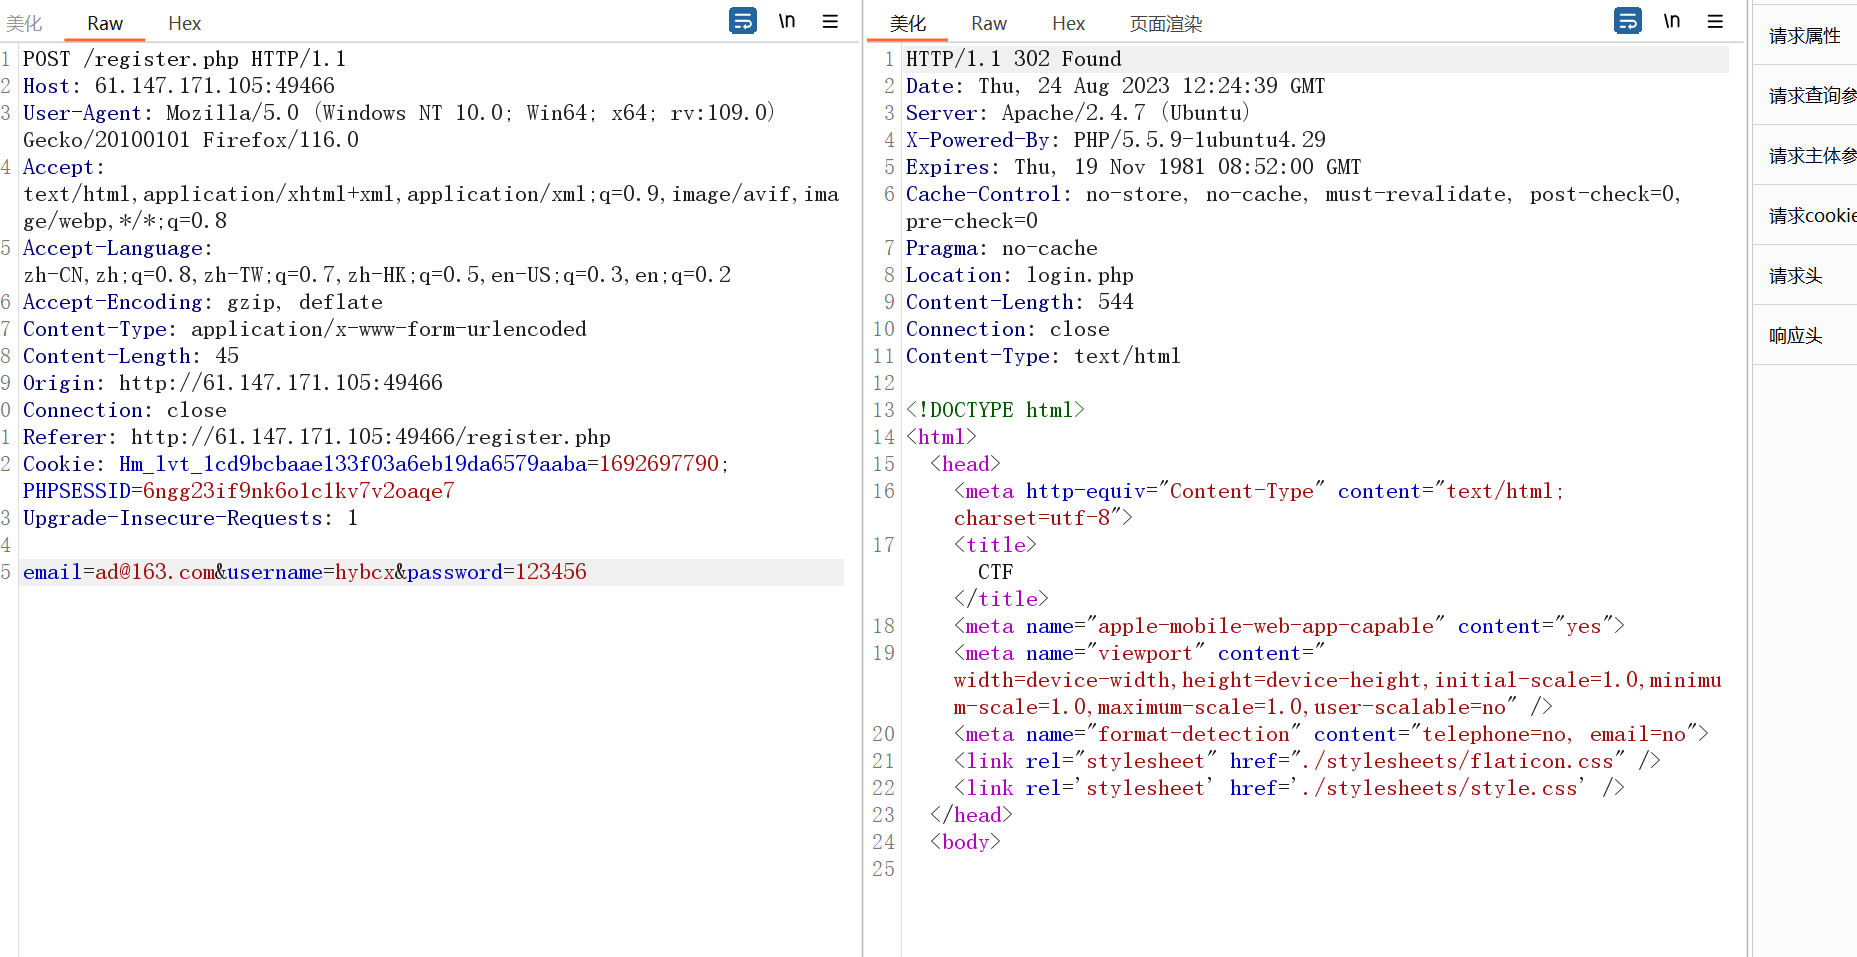 美化 Raw Hex \n
1 POST /register.php HTTP/1.1
2 Host: 61.147.171.105:49466
3 User-Agent: Mozilla/5.0 (Windows NT 10.0; Win64; x64; rv:109.0)
Gecko/20100101 Firefox/116.0
4 Accept:
text/html,application/xhtml+xml,application/xml;q=0.9,image/avif,ima
ge/webp,*/*;q=0.8
5 Accept-Language:
zh-CN,zh;q=0.8,zh-TW;q=0.7,zh-HK;q=0.5,en-US;q=0.3,en;q=0.2
6 Accept-Encoding: gzip, deflate
7 Content-Type: application/x-www-form-urlencoded
8 Content-Length: 45
9 Origin: http://61.147.171.105:49466
0 Connection: close
1 Referer: http://61.147.171.105:49466/register.php
2 Cookie: Hm_lvt_1cd9bcbaae133f03a6eb19da6579aaba=1692697790;
PHPSESSID=6ngg23if9nk6o1c1kv7v2oaqe7
3 Upgrade-Insecure-Requests: 1
4
5 email=ad@163.com&username=hybcx&password=123456
美化 Raw Hex 页面渲染 \n
1 HTTP/1.1 302 Found
2 Date: Thu, 24 Aug 2023 12:24:39 GMT
3 Server: Apache/2.4.7 (Ubuntu)
4 X-Powered-By: PHP/5.5.9-1ubuntu4.29
5 Expires: Thu, 19 Nov 1981 08:52:00 GMT
6 Cache-Control: no-store, no-cache, must-revalidate, post-check=0,
pre-check=0
7 Pragma: no-cache
8 Location: login.php
9 Content-Length: 544
10 Connection: close
11 Content-Type: text/html
12
13 <!DOCTYPE html>
14 <html>
15 <head>
16 <meta http-equiv="Content-Type" content="text/html;
charset=utf-8">
17 <title>
CTF
</title>
18 <meta name="apple-mobile-web-app-capable" content="yes">
19 <meta name="viewport" content="
width=device-width,height=device-height,initial-scale=1.0,minimu
m-scale=1.0,maximum-scale=1.0,user-scalable=no" />
20 <meta name="format-detection" content="telephone=no, email=no">
21 <link rel="stylesheet" href="./stylesheets/flaticon.css" />
22 <link rel='stylesheet' href='./stylesheets/style.css' />
23 </head>
24 <body>
25
请求属性
请求查询参
请求主体参
请求cookie
请求头
响应头